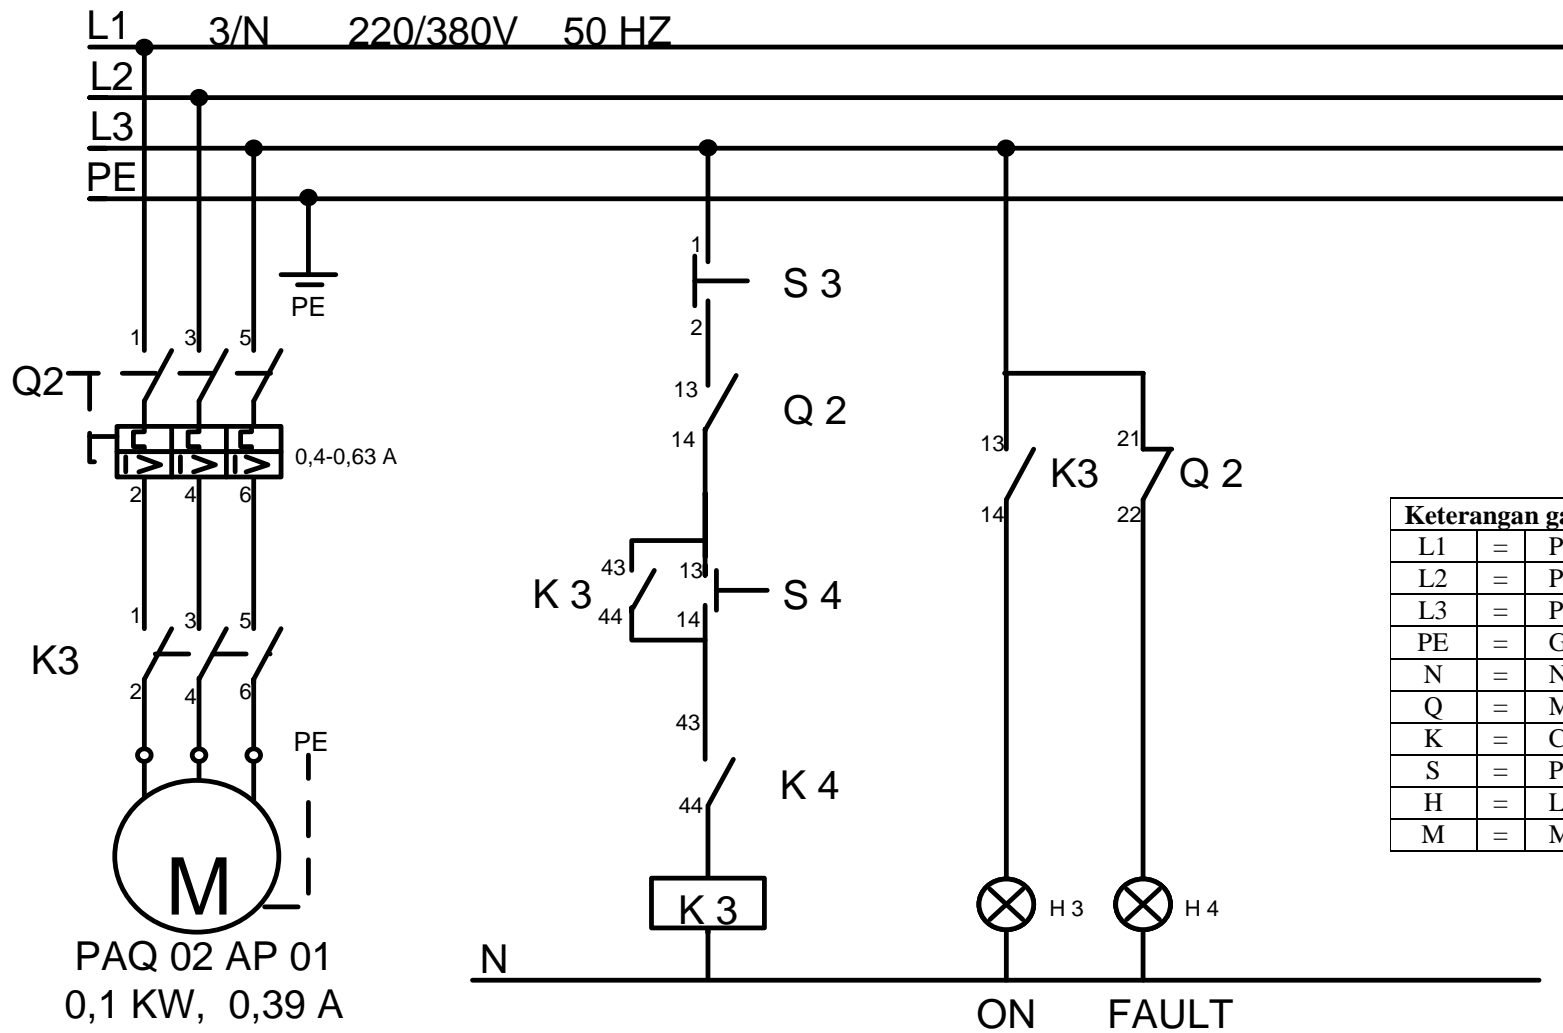 L1 3/N 220/380V 50 HZ
L2
L3
PE
PE
1 3 5
Q2
0,4-0,63 A
2 4 6
1 3 5
K3
2 4 6
PE
M
PAQ 02 AP 01
0,1 KW, 0,39 A
1
S 3
2
13
Q 2
14
43 13
K 3 S 4
44 14
43
K 4
44
K 3
N
13 21
K3 Q 2
14 22
H 3 H 4
ON FAULT
Keterangan ga
L1 = P
L2 = P
L3 = P
PE = G
N = N
Q = M
K = C
S = P
H = L
M = M